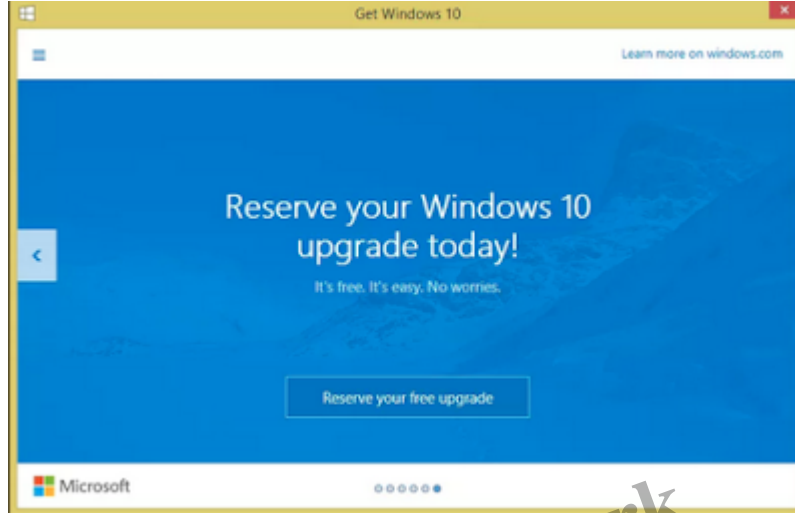 Get Windows 10
Learn more on windows.com
Reserve your Windows 10
upgrade today!
It's free. It's easy. No worries.
Reserve your free upgrade
Microsoft